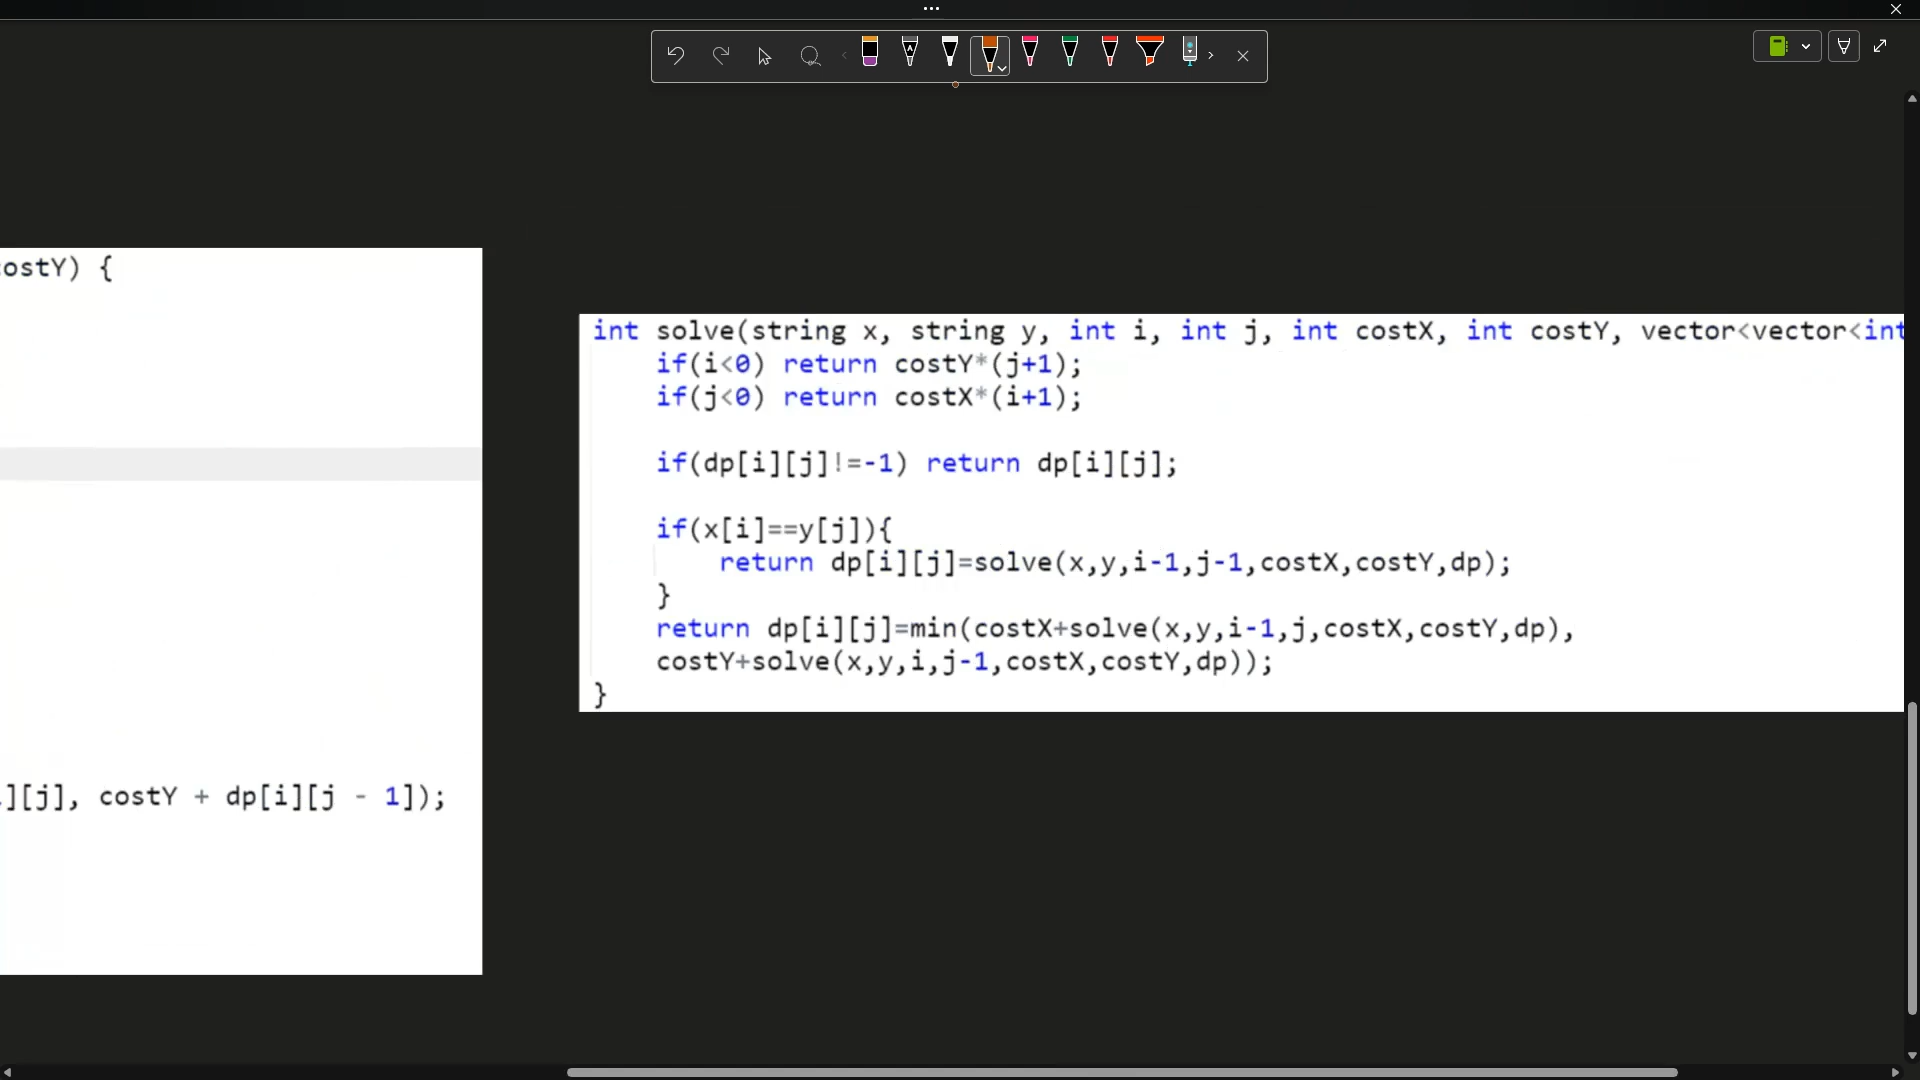 costY) {
][j], costY + dp[i][j - 1]);
int solve(string x, string y, int i, int j, int costX, int costY, vector<vector<int
if(i<0) return costY*(j+1);
if(j<0) return costX*(i+1);
if(dp[i][j]!=-1) return dp[i][j];
if(x[i]==y[j]){
return dp[i][j]=solve(x,y,i-1,j-1,costX,costY,dp);
}
return dp[i][j]=min(costX+solve(x,y,i-1,j,costX,costY,dp),
costY+solve(x,y,i,j-1,costX,costY,dp));
}